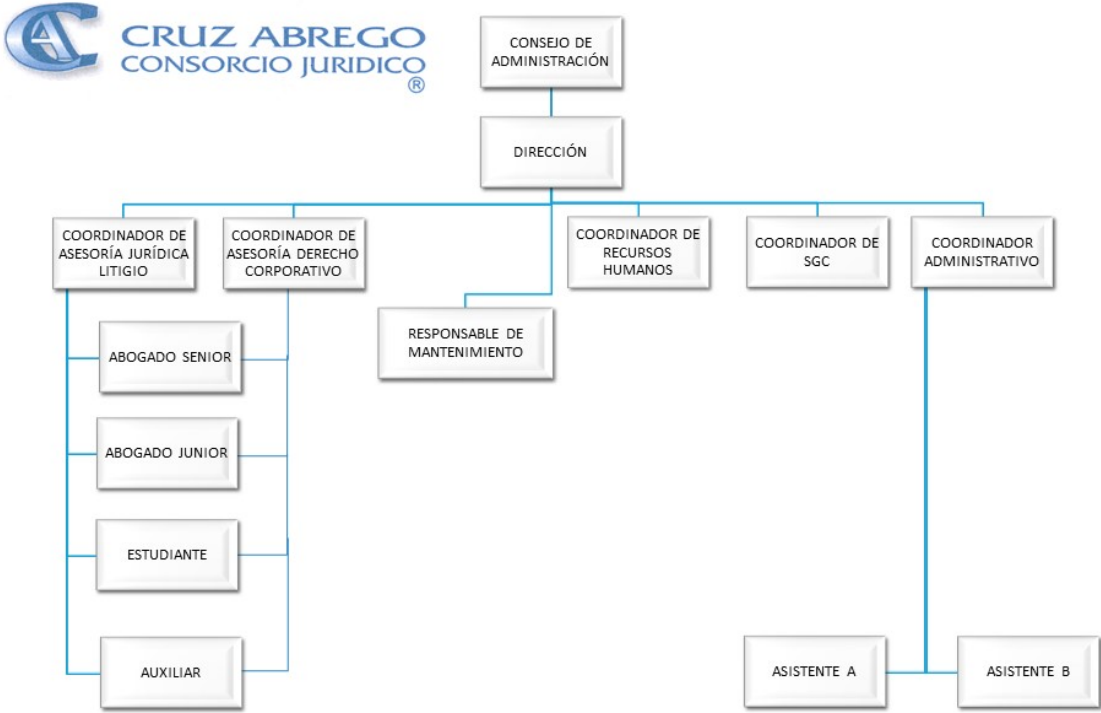 CRUZ ABREGO
CONSORCIO JURIDICO
®
CONSEJO DE
ADMINISTRACIÓN
DIRECCIÓN
COORDINADOR DE
ASESORÍA JURÍDICA
LITIGIO
COORDINADOR DE
ASESORÍA DERECHO
CORPORATIVO
COORDINADOR DE
RECURSOS
HUMANOS
COORDINADOR DE
SGC
COORDINADOR
ADMINISTRATIVO
RESPONSABLE DE
MANTENIMIENTO
ABOGADO SENIOR
ABOGADO JUNIOR
ESTUDIANTE
AUXILIAR
ASISTENTE A
ASISTENTE B